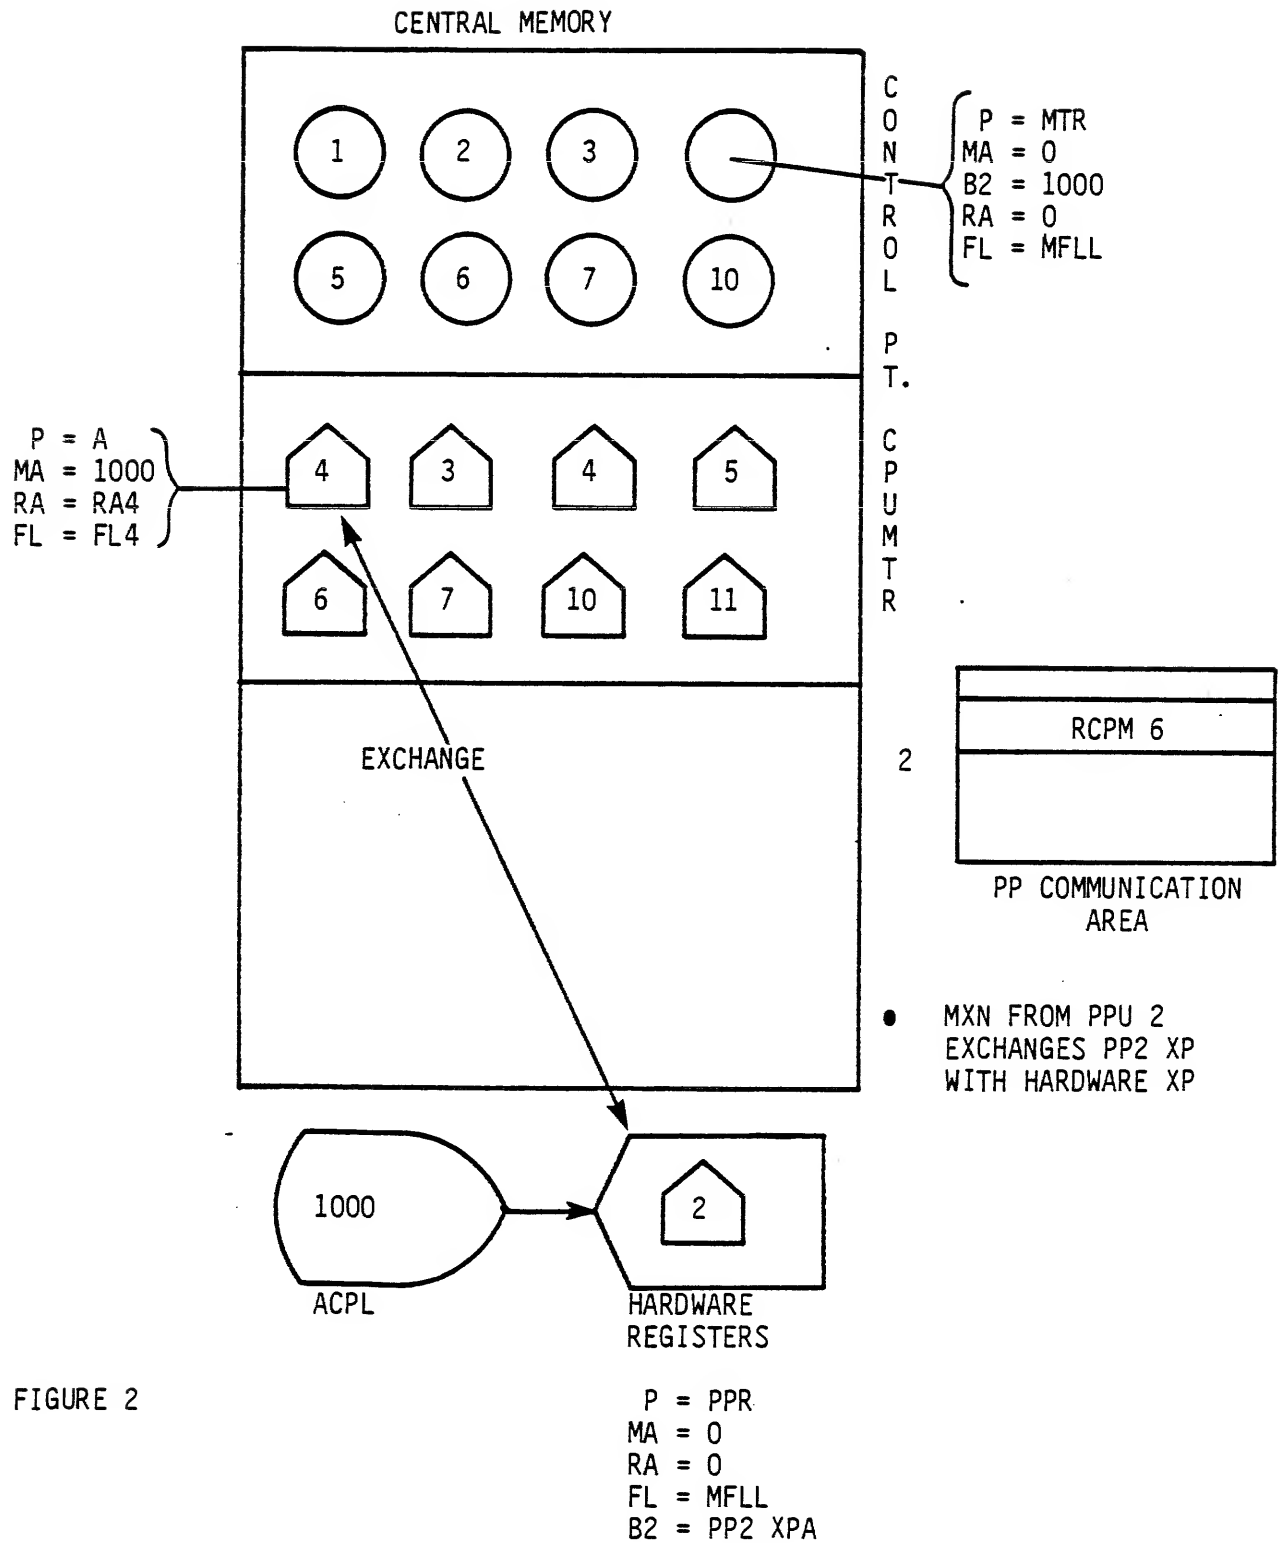 CENTRAL MEMORY
1 2 3
5 6 7 10
CONTROL PT.
P = MTR
MA = 0
B2 = 1000
RA = 0
FL = MFLL
P = A
MA = 1000
RA = RA4
FL = FL4
4 3 4 5
6 7 10 11
CPUMTR
EXCHANGE
2
RCPM 6
PP COMMUNICATION
AREA
● MXN FROM PPU 2
EXCHANGES PP2 XP
WITH HARDWARE XP
1000
ACPL
2
HARDWARE
REGISTERS
FIGURE 2
P = PPR
MA = 0
RA = 0
FL = MFLL
B2 = PP2 XPA